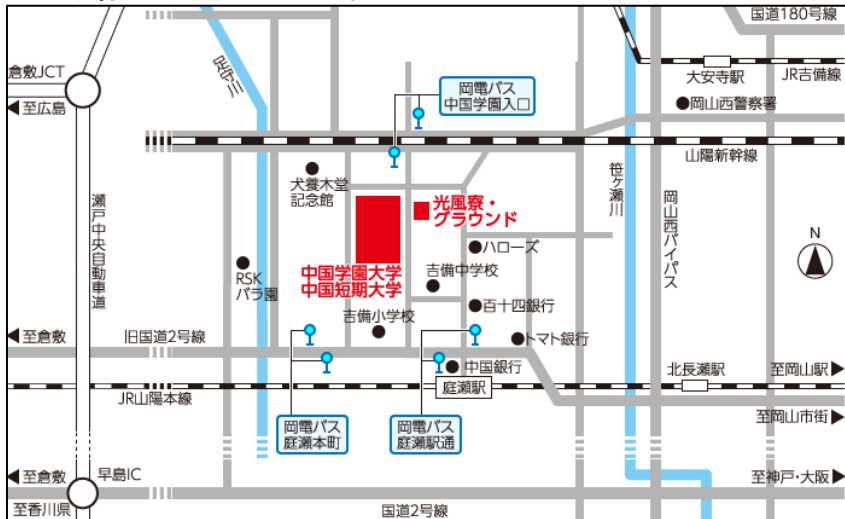 国道180号線
足守川
倉敷JCT
岡電バス
中国学園入口
大安寺駅
JR吉備線
◀至広島
岡山西警察署
山陽新幹線
犬養木堂
記念館
笹ヶ瀬川
光風寮・
グラウンド
瀬戸中央自動車道
岡山西バイパス
N
ハローズ
RSK
バラ園
中国学園大学
中国短期大学
吉備中学校
百十四銀行
吉備小学校
◀至倉敷
旧国道2号線
トマト銀行
中国銀行
北長瀬駅
至岡山駅▶
庭瀬駅
JR山陽本線
至岡山市街▶
岡電バス
庭瀬本町
岡電バス
庭瀬駅通
◀至倉敷
早島IC
至神戸・大阪▶
至香川県
国道2号線